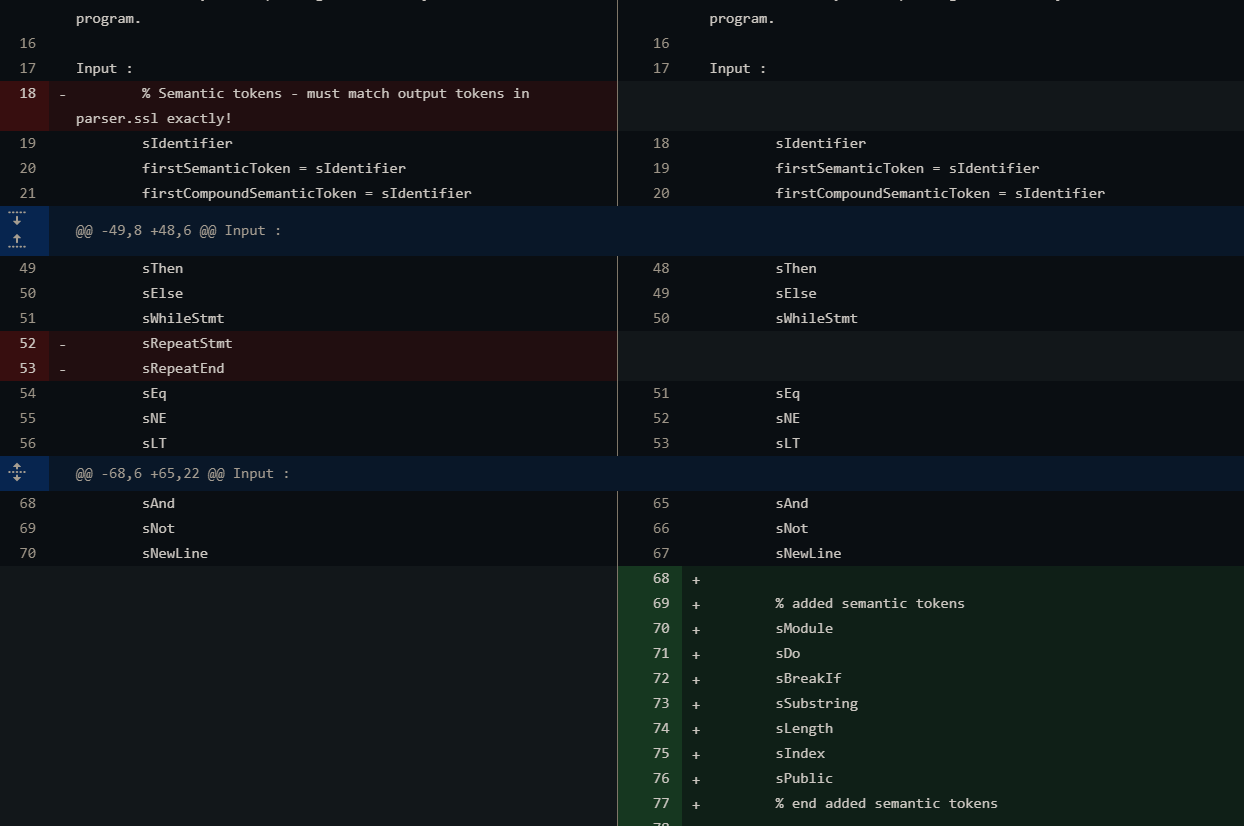 program.
16
17 Input :
18 - % Semantic tokens - must match output tokens in
parser.ssl exactly!
19 sIdentifier
20 firstSemanticToken = sIdentifier
21 firstCompoundSemanticToken = sIdentifier
@@ -49,8 +48,6 @@ Input :
49 sThen
50 sElse
51 sWhileStmt
52 - sRepeatStmt
53 - sRepeatEnd
54 sEq
55 sNE
56 sLT
@@ -68,6 +65,22 @@ Input :
68 sAnd
69 sNot
70 sNewLine
program.
16
17 Input :
18 sIdentifier
19 firstSemanticToken = sIdentifier
20 firstCompoundSemanticToken = sIdentifier
48 sThen
49 sElse
50 sWhileStmt
51 sEq
52 sNE
53 sLT
65 sAnd
66 sNot
67 sNewLine
68 +
69 + % added semantic tokens
70 + sModule
71 + sDo
72 + sBreakIf
73 + sSubstring
74 + sLength
75 + sIndex
76 + sPublic
77 + % end added semantic tokens